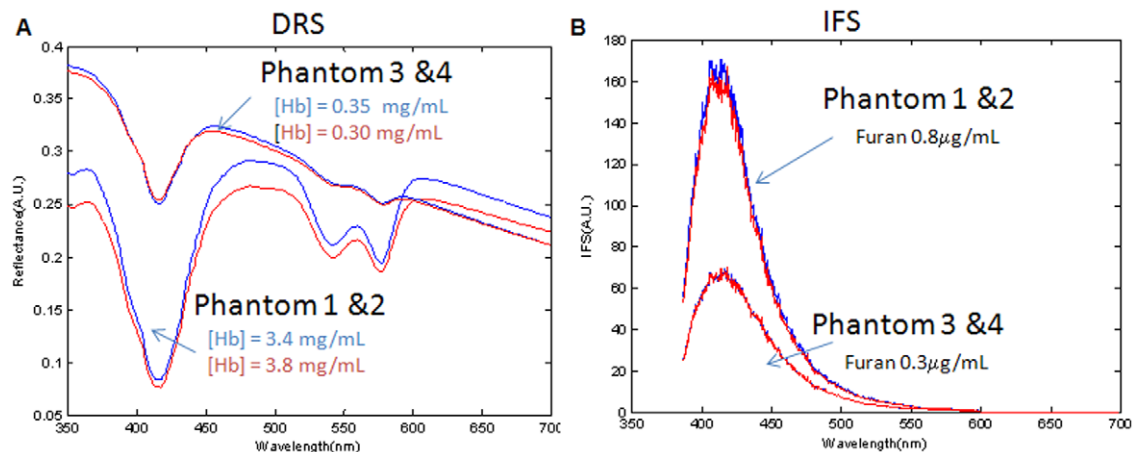 A
DRS
Phantom 3 &4
[Hb] = 0.35 mg/mL
[Hb] = 0.30 mg/mL
Phantom 1 &2
[Hb] = 3.4 mg/mL
[Hb] = 3.8 mg/mL
Reflectance(A.U.)
0.4
0.35
0.3
0.25
0.2
0.15
0.1
0.05
350
400
450
500
550
600
650
700
Wavelength(nm)
B
IFS
Phantom 1 &2
Furan 0.8µg/mL
Phantom 3 &4
Furan 0.3µg/mL
IFS(A.U.)
180
160
140
120
100
80
60
40
20
0
350
400
450
500
550
600
650
700
Wavelength(nm)